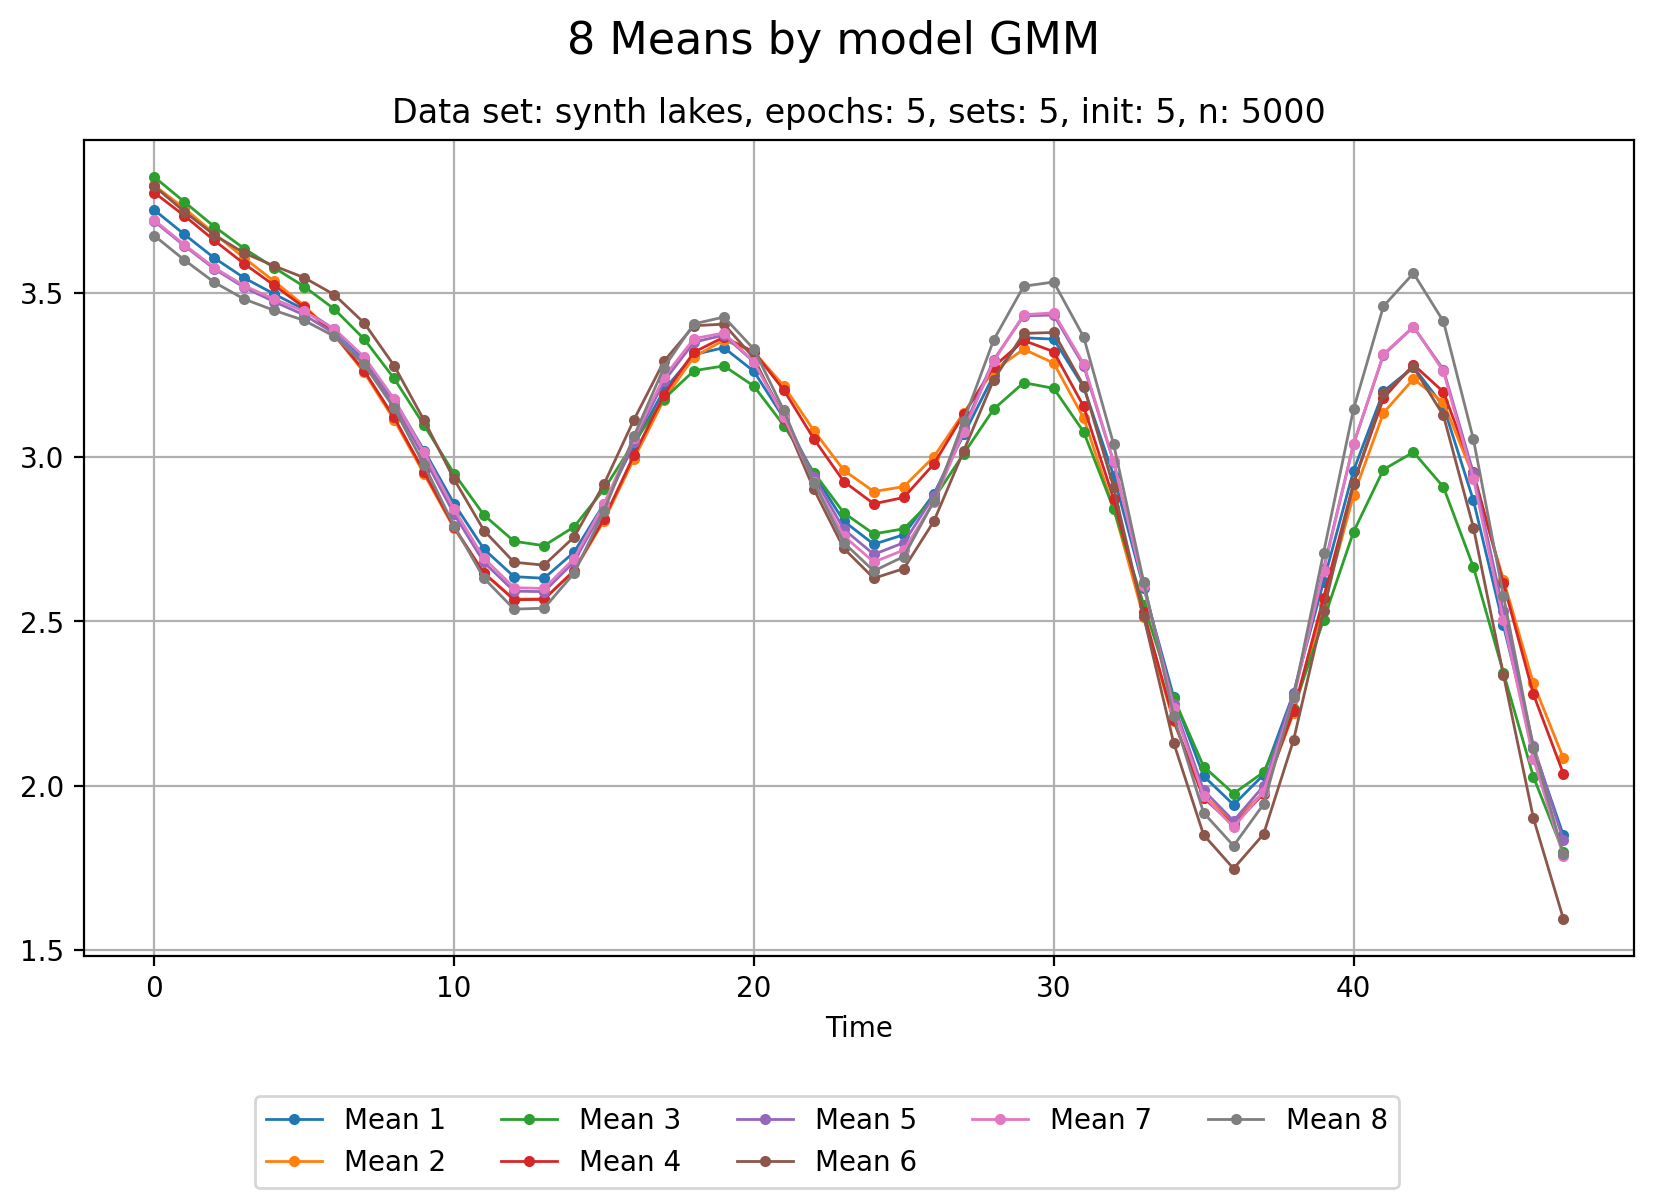 8 Means by model GMM
Data set: synth lakes, epochs: 5, sets: 5, init: 5, n: 5000
3.5
3.0
2.5
2.0
1.5
0 10 20 30 40
Time
Mean 1 Mean 3 Mean 5 Mean 7 Mean 8
Mean 2 Mean 4 Mean 6